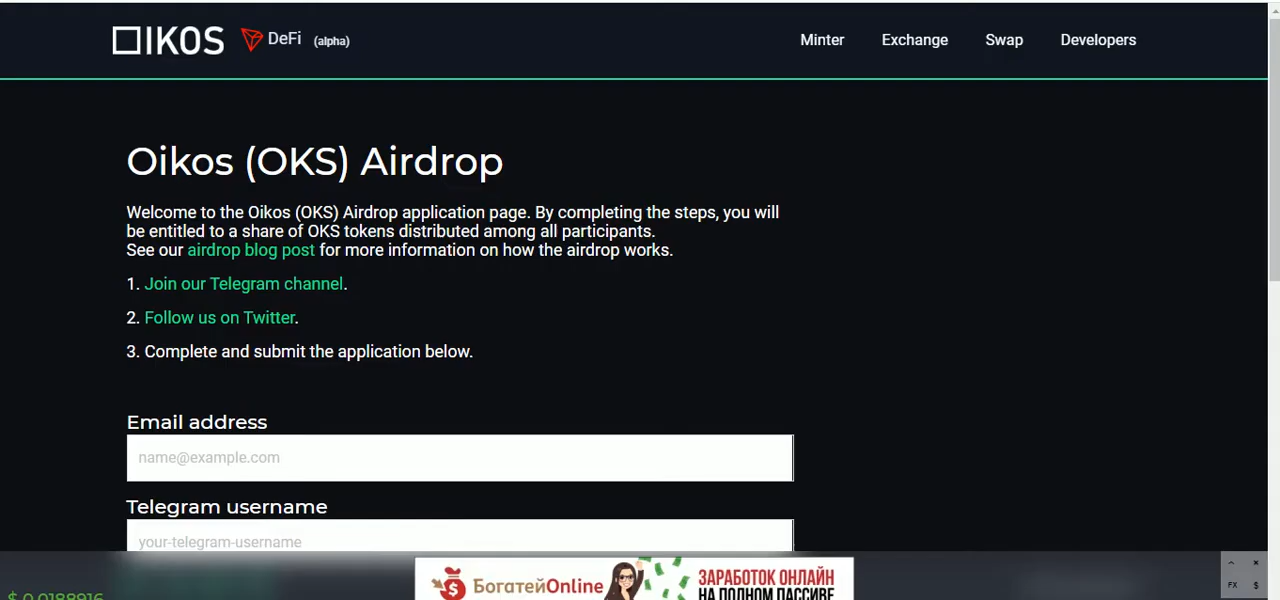 OIKOS DeFi (alpha) Minter Exchange Swap Developers
Oikos (OKS) Airdrop
Welcome to the Oikos (OKS) Airdrop application page. By completing the steps, you will
be entitled to a share of OKS tokens distributed among all participants.
See our airdrop blog post for more information on how the airdrop works.
1. Join our Telegram channel.
2. Follow us on Twitter.
3. Complete and submit the application below.
Email address
name@example.com
Telegram username
your-telegram-username
$ БогатейOnline
ЗАРАБОТОК ОНЛАЙН
НА ПОЛНОМ ПАССИВЕ
FX $
$ 0.0188916